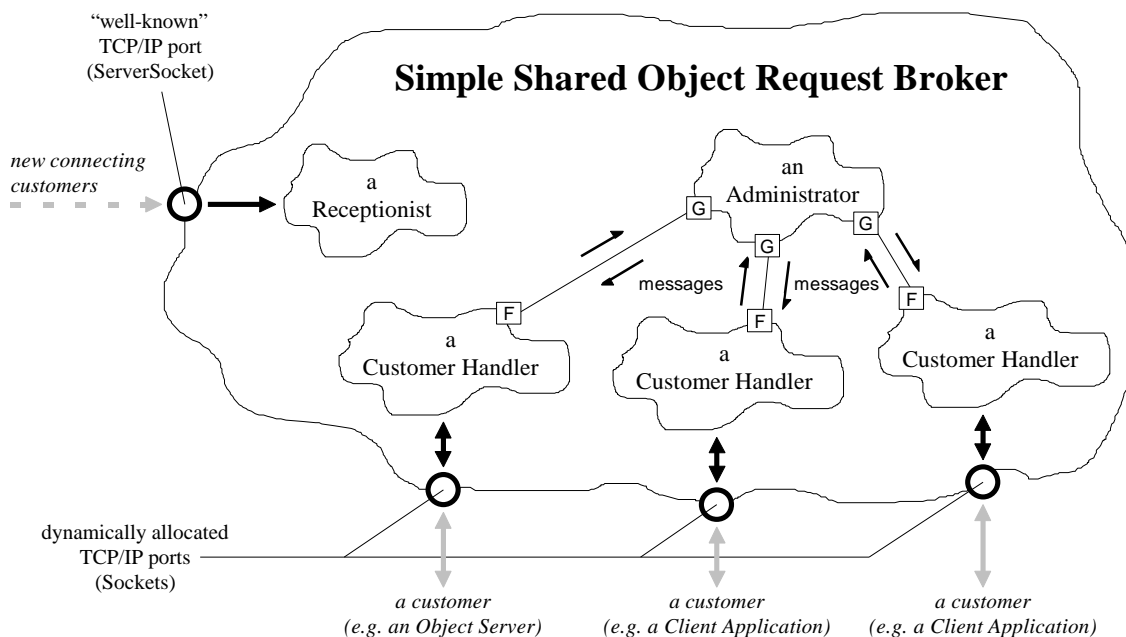 “well-known”
TCP/IP port
(ServerSocket)
Simple Shared Object Request Broker
new connecting
customers
a
Receptionist
an
Administrator
G
G
G
messages
messages
F
F
F
a
Customer Handler
a
Customer Handler
a
Customer Handler
dynamically allocated
TCP/IP ports
(Sockets)
a customer
(e.g. an Object Server)
a customer
(e.g. a Client Application)
a customer
(e.g. a Client Application)